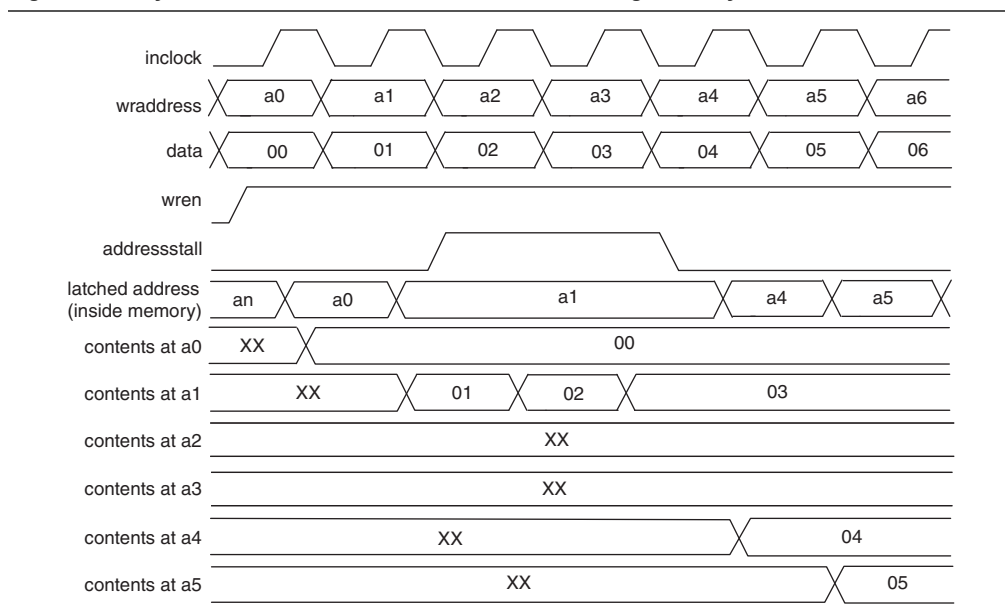 inclock
wraddress a0 a1 a2 a3 a4 a5 a6
data 00 01 02 03 04 05 06
wren
addressstall
latched address
(inside memory) an a0 a1 a4 a5
contents at a0 XX 00
contents at a1 XX 01 02 03
contents at a2 XX
contents at a3 XX
contents at a4 XX 04
contents at a5 XX 05